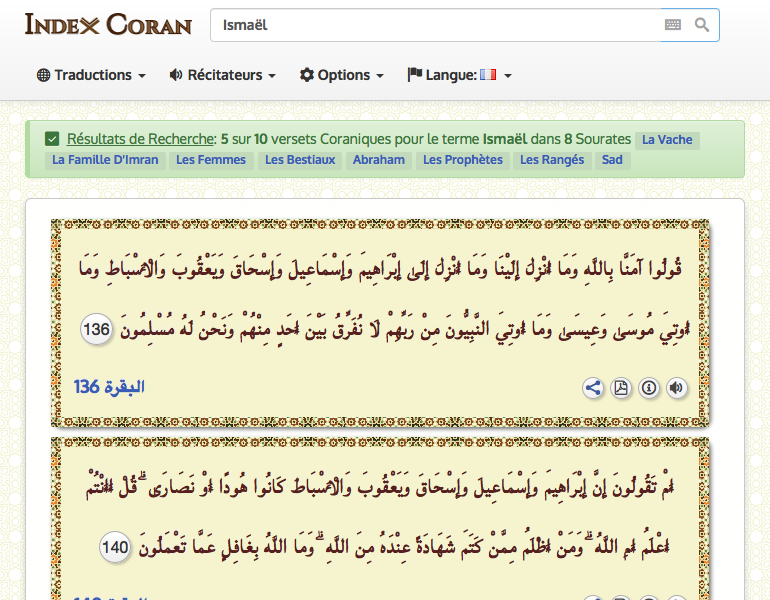 INDEX CORAN
Ismaël
Traductions
Récitateurs
Options
Langue:
Résultats de Recherche: 5 sur 10 versets Coraniques pour le terme Ismaël dans 8 Sourates La Vache
La Famille D'Imran Les Femmes Les Bestiaux Abraham Les Prophètes Les Rangés Sad
قُولُوا آمَنَّا بِاللَّهِ وَمَا أُنْزِلَ إِلَيْنَا وَمَا أُنْزِلَ إِلَى إِبْرَاهِيمَ وَإِسْمَاعِيلَ وَإِسْحَاقَ وَيَعْقُوبَ وَالْأَسْبَاطِ وَمَا
أُوتِيَ مُوسَى وَعِيسَى وَمَا أُوتِيَ النَّبِيُّونَ مِنْ رَبِّهِمْ لَا نُفَرِّقُ بَيْنَ أَحَدٍ مِنْهُمْ وَنَحْنُ لَهُ مُسْلِمُونَ 136
البقرة 136
أَمْ تَقُولُونَ إِنَّ إِبْرَاهِيمَ وَإِسْمَاعِيلَ وَإِسْحَاقَ وَيَعْقُوبَ وَالْأَسْبَاطَ كَانُوا هُودًا أَوْ نَصَارَى ۗ قُلْ أَأَنْتُمْ
أَعْلَمُ أَمِ اللَّهُ ۗ وَمَنْ أَظْلَمُ مِمَّنْ كَتَمَ شَهَادَةً عِنْدَهُ مِنَ اللَّهِ ۗ وَمَا اللَّهُ بِغَافِلٍ عَمَّا تَعْمَلُونَ 140